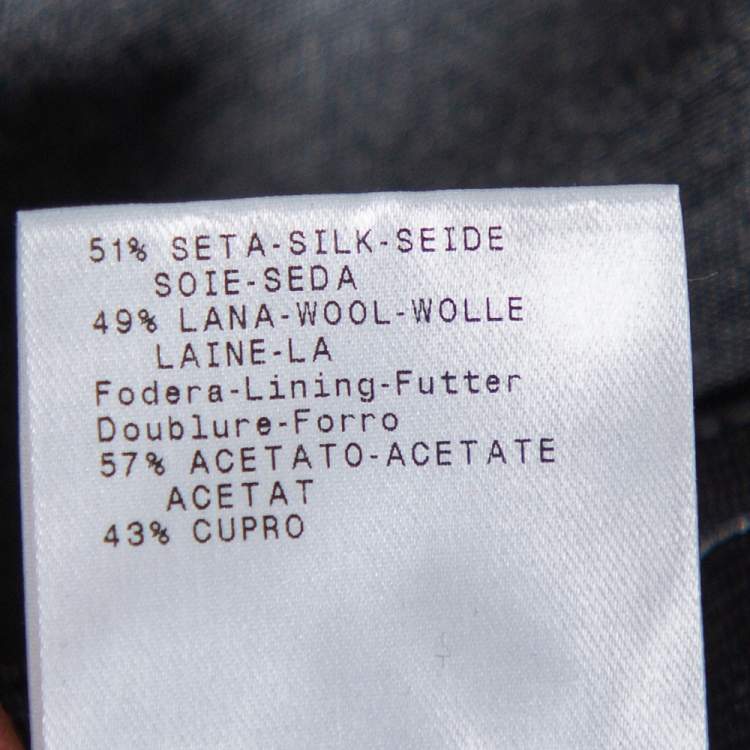 51% SETA-SILK-SEIDE
SOIE-SEDA
49% LANA-WOOL-WOLLE
LAINE-LA
Fodera-Lining-Futter
Doublure-Forro
57% ACETATO-ACETATE
ACETAT
43% CUPRO